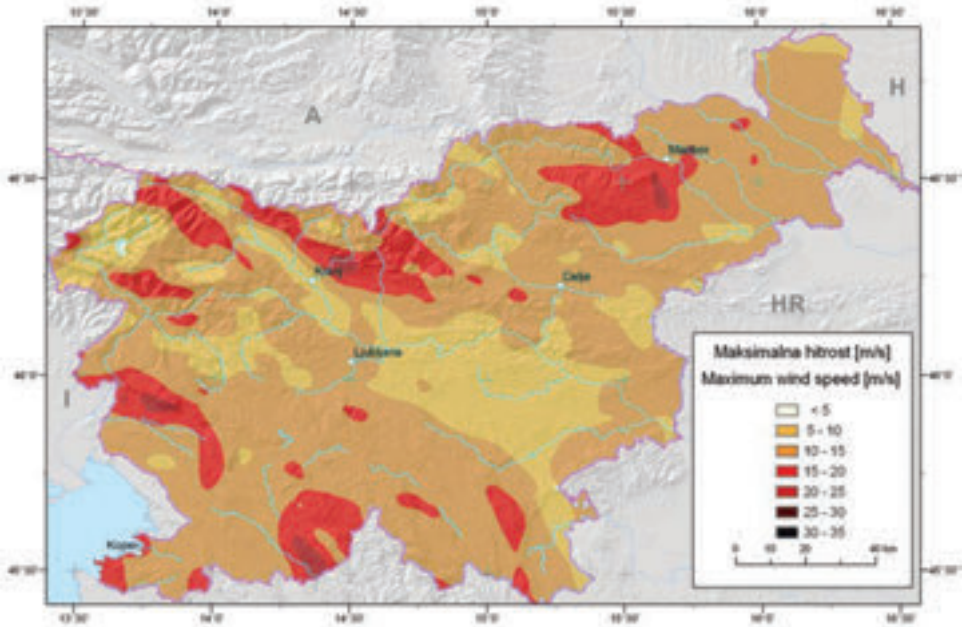 13°30'
14°0'
14°30'
15°0'
15°30'
16°0'
16°30'
A
H
Maribor
46°30'
46°30'
Kranj
Celje
HR
Maksimalna hitrost [m/s]
Ljubljana
46°0'
46°0'
Maximum wind speed [m/s]
I
< 5
5 - 10
10 - 15
15 - 20
20 - 25
25 - 30
30 - 35
Koper
0 10 20 40 km
45°30'
45°30'
13°30'
14°0'
14°30'
15°0'
15°30'
16°0'
16°30'